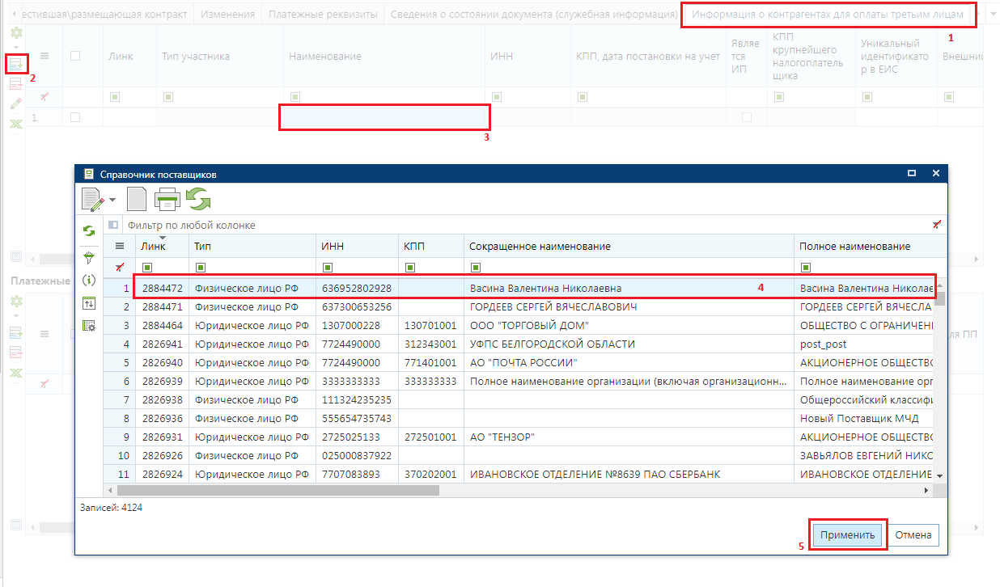 естившая\размещающая контракт Изменения Платежные реквизиты Сведения о состоянии документа (служебная информация) Информация о контрагентах для оплаты третьим лицам
1
Линк Тип участника Наименование ИНН КПП, дата постановки на учет Являе
тся
ИП КПП
крупнейшего
налогоплатель
щика Уникальный
идентификато
р в ЕИС Внешний
2
1
3
Справочник поставщиков
Фильтр по любой колонке
Линк Тип ИНН КПП Сокращенное наименование Полное наименование
1 2884472 Физическое лицо РФ 636952802928 Васина Валентина Николаевна 4 Васина Валентина Николае
2 2884471 Физическое лицо РФ 637300653256 ГОРДЕЕВ СЕРГЕЙ ВЯЧЕСЛАВОВИЧ ГОРДЕЕВ СЕРГЕЙ ВЯЧЕСЛА
3 2884464 Юридическое лицо РФ 1307000228 130701001 ООО "ТОРГОВЫЙ ДОМ" ОБЩЕСТВО С ОГРАНИЧЕН
4 2826941 Юридическое лицо РФ 7724490000 312343001 УФПС БЕЛГОРОДСКОЙ ОБЛАСТИ post_post
5 2826940 Юридическое лицо РФ 7724490000 771401001 АО "ПОЧТА РОССИИ" АКЦИОНЕРНОЕ ОБЩЕСТВО
6 2826939 Юридическое лицо РФ 3333333333 333333333 Полное наименование организации (включая организационн... Полное наименование орг
7 2826938 Физическое лицо РФ 111324235235 Общероссийский классифи
8 2826936 Физическое лицо РФ 555654735743 Новый Поставщик МЧД
9 2826931 Юридическое лицо РФ 2725025133 272501001 АО "ТЕНЗОР" АКЦИОНЕРНОЕ ОБЩЕСТВО
10 2826926 Физическое лицо РФ 025000837922 ЗАВЬЯЛОВ ЕВГЕНИЙ НИКО
11 2826924 Юридическое лицо РФ 7707083893 370202001 ИВАНОВСКОЕ ОТДЕЛЕНИЕ №8639 ПАО СБЕРБАНК ИВАНОВСКОЕ ОТДЕЛЕНИЕ
Записей: 4124
5 Применить Отмена
Платежные
для ПП